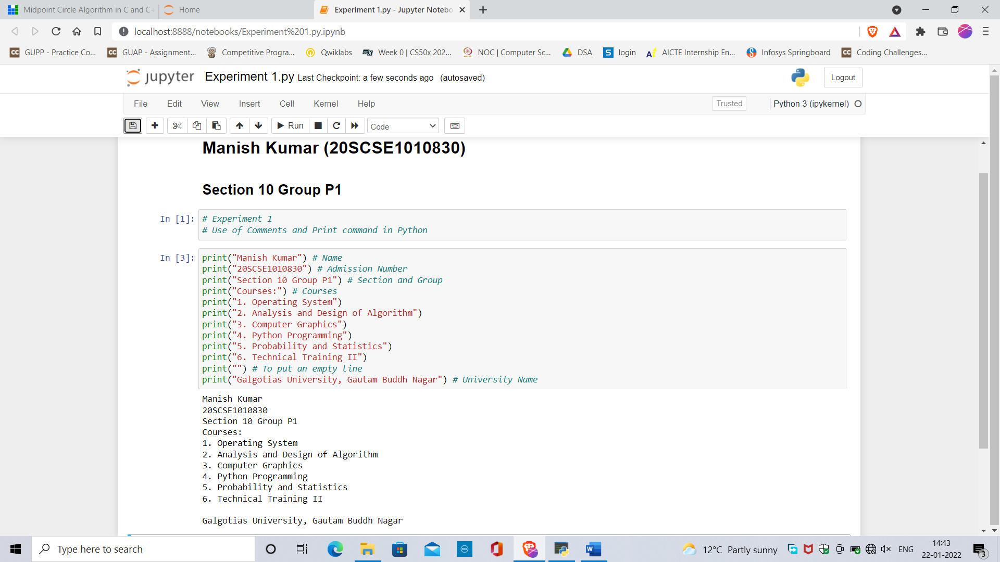 Midpoint Circle Algorithm in C and C+
Home
Experiment 1.py - Jupyter Notebo
localhost:8888/notebooks/Experiment%201.py.ipynb
GUPP - Practice Co... GUAP - Assignment... Competitive Progra... Qwiklabs Week 0 | CS50x 202... NOC | Computer Sc... DSA login AICTE Internship En... Infosys Springboard Coding Challenges...
jupyter Experiment 1.py Last Checkpoint: a few seconds ago (autosaved) Logout
File Edit View Insert Cell Kernel Help Trusted Python 3 (ipykernel)
Run Code
Manish Kumar (20SCSE1010830)
Section 10 Group P1
In [1]: # Experiment 1
# Use of Comments and Print command in Python
In [3]: print("Manish Kumar") # Name
print("20SCSE1010830") # Admission Number
print("Section 10 Group P1") # Section and Group
print("Courses:") # Courses
print("1. Operating System")
print("2. Analysis and Design of Algorithm")
print("3. Computer Graphics")
print("4. Python Programming")
print("5. Probability and Statistics")
print("6. Technical Training II")
print("") # To put an empty line
print("Galgotias University, Gautam Buddh Nagar") # University Name
Manish Kumar
20SCSE1010830
Section 10 Group P1
Courses:
1. Operating System
2. Analysis and Design of Algorithm
3. Computer Graphics
4. Python Programming
5. Probability and Statistics
6. Technical Training II
Galgotias University, Gautam Buddh Nagar
Type here to search 12°C Partly sunny ENG 14:43
22-01-2022 3